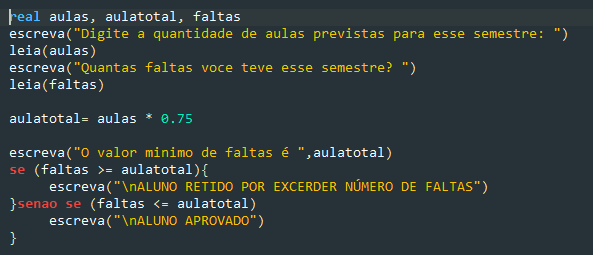 real aulas, aulatotal, faltas
escreva("Digite a quantidade de aulas previstas para esse semestre: ")
leia(aulas)
escreva("Quantas faltas voce teve esse semestre? ")
leia(faltas)

aulatotal= aulas * 0.75

escreva("O valor minimo de faltas é ",aulatotal)
se (faltas >= aulatotal){
    escreva("\nALUNO RETIDO POR EXCERDER NÚMERO DE FALTAS")
}senao se (faltas <= aulatotal)
    escreva("\nALUNO APROVADO")
}